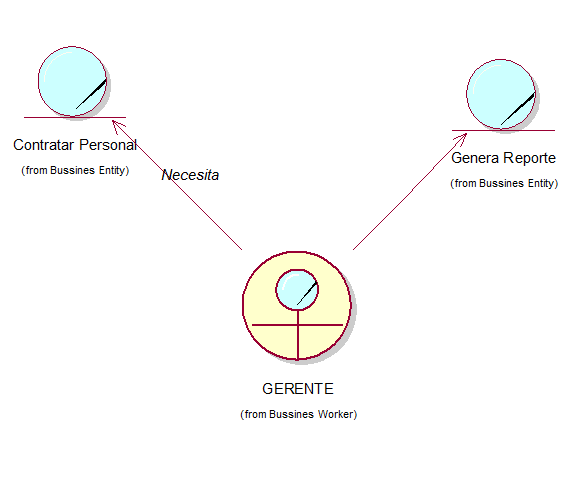 Contratar Personal
(from Bussines Entity)
Genera Reporte
(from Bussines Entity)
Necesita
GERENTE
(from Bussines Worker)